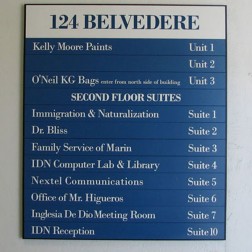 124 BELVEDERE
Kelly Moore Paints Unit 1
Unit 2
O'Neil KG Bags enter from north side of building Unit 3
SECOND FLOOR SUITES
Immigration & Naturalization Suite 1
Dr. Bliss Suite 2
Family Service of Marin Suite 3
IDN Computer Lab & Library Suite 4
Nextel Communications Suite 5
Office of Mr. Higueros Suite 6
Inglesia De Dio Meeting Room Suite 7
IDN Reception Suite 10